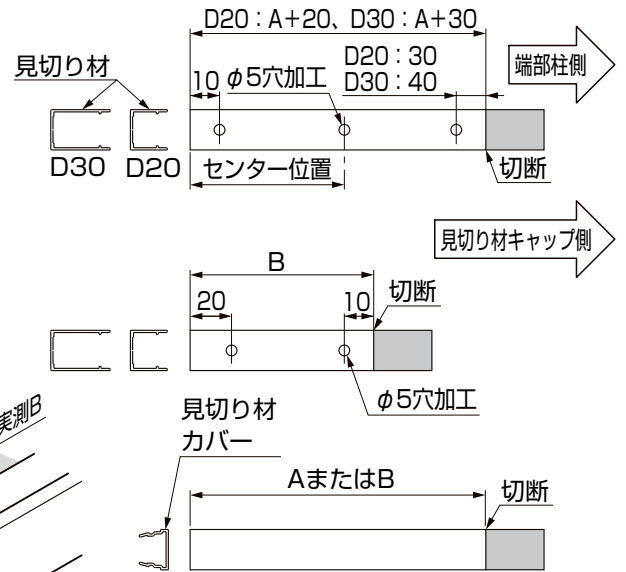 D20：A+20、D30：A+30
端部柱側
見切り材
10
φ5穴加工
D20：30
D30：40
D30
D20
センター位置
切断
見切り材キャップ側
B
20
10
切断
φ5穴加工
実測B
見切り材
カバー
AまたはB
切断